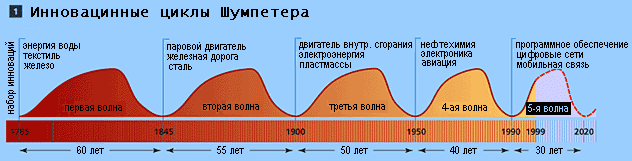 1 Инновацинные циклы Шумпетера
набор инноваций
энергия воды
текстиль
железо
паровой двигатель
железная дорога
сталь
двигатель внутр. сгорания
электроэнергия
пластмассы
нефтехимия
электроника
авиация
программное обеспечение
цифровые сети
мобильная связь
первая волна
вторая волна
третья волна
4-ая волна
5-я волна
1765 1845 1900 1950 1990 1999 2020
60 лет 55 лет 50 лет 40 лет 30 лет